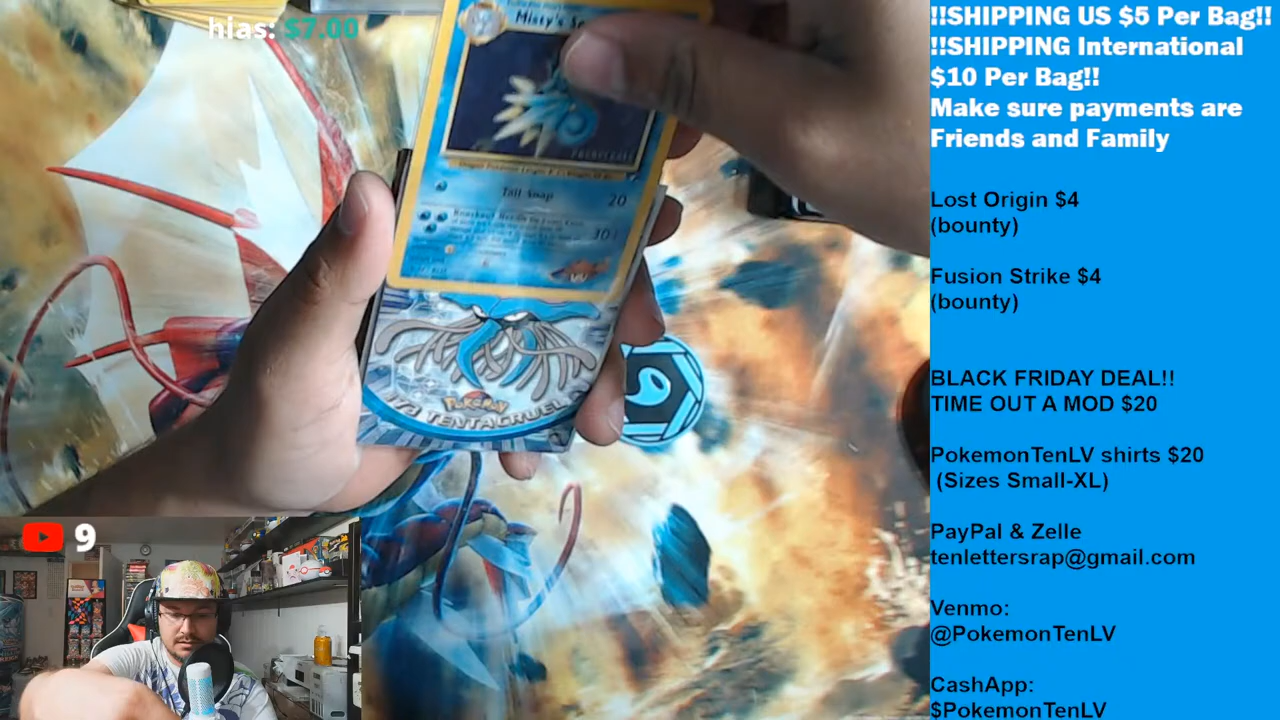 hias: $7.00
Misty's
Tail Snap 20
30
Pokémon
TENTACRUEL
9
!!SHIPPING US $5 Per Bag!!
!!SHIPPING International
$10 Per Bag!!
Make sure payments are
Friends and Family
Lost Origin $4
(bounty)
Fusion Strike $4
(bounty)
BLACK FRIDAY DEAL!!
TIME OUT A MOD $20
PokemonTenLV shirts $20
(Sizes Small-XL)
PayPal & Zelle
tenlettersrap@gmail.com
Venmo:
@PokemonTenLV
CashApp:
$PokemonTenLV